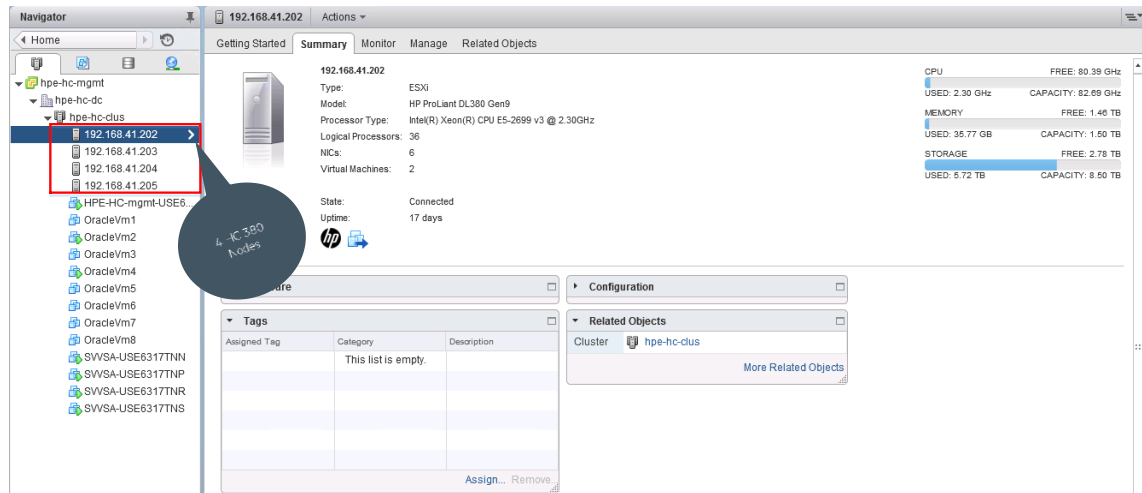 Navigator
192.168.41.202 Actions
Home
Getting Started Summary Monitor Manage Related Objects
hpe-hc-mgmt
hpe-hc-dc
hpe-hc-clus
192.168.41.202
192.168.41.203
192.168.41.204
192.168.41.205
HPE-HC-mgmt-USE6...
OracleVm1
OracleVm2
OracleVm3
OracleVm4
OracleVm5
OracleVm6
OracleVm7
OracleVm8
SVVSA-USE6317TNN
SVVSA-USE6317TNP
SVVSA-USE6317TNR
SVVSA-USE6317TNS
4 -IC 380
Nodes
192.168.41.202
Type: ESXi
Model: HP ProLiant DL380 Gen9
Processor Type: Intel(R) Xeon(R) CPU E5-2699 v3 @ 2.30GHz
Logical Processors: 36
NICs: 6
Virtual Machines: 2
State: Connected
Uptime: 17 days
hp
CPU FREE: 80.39 GHz
USED: 2.30 GHz CAPACITY: 82.69 GHz
MEMORY FREE: 1.46 TB
USED: 35.77 GB CAPACITY: 1.50 TB
STORAGE FREE: 2.78 TB
USED: 5.72 TB CAPACITY: 8.50 TB
Configuration
Tags
Assigned Tag Category Description
This list is empty.
Assign... Remove...
Related Objects
Cluster hpe-hc-clus
More Related Objects